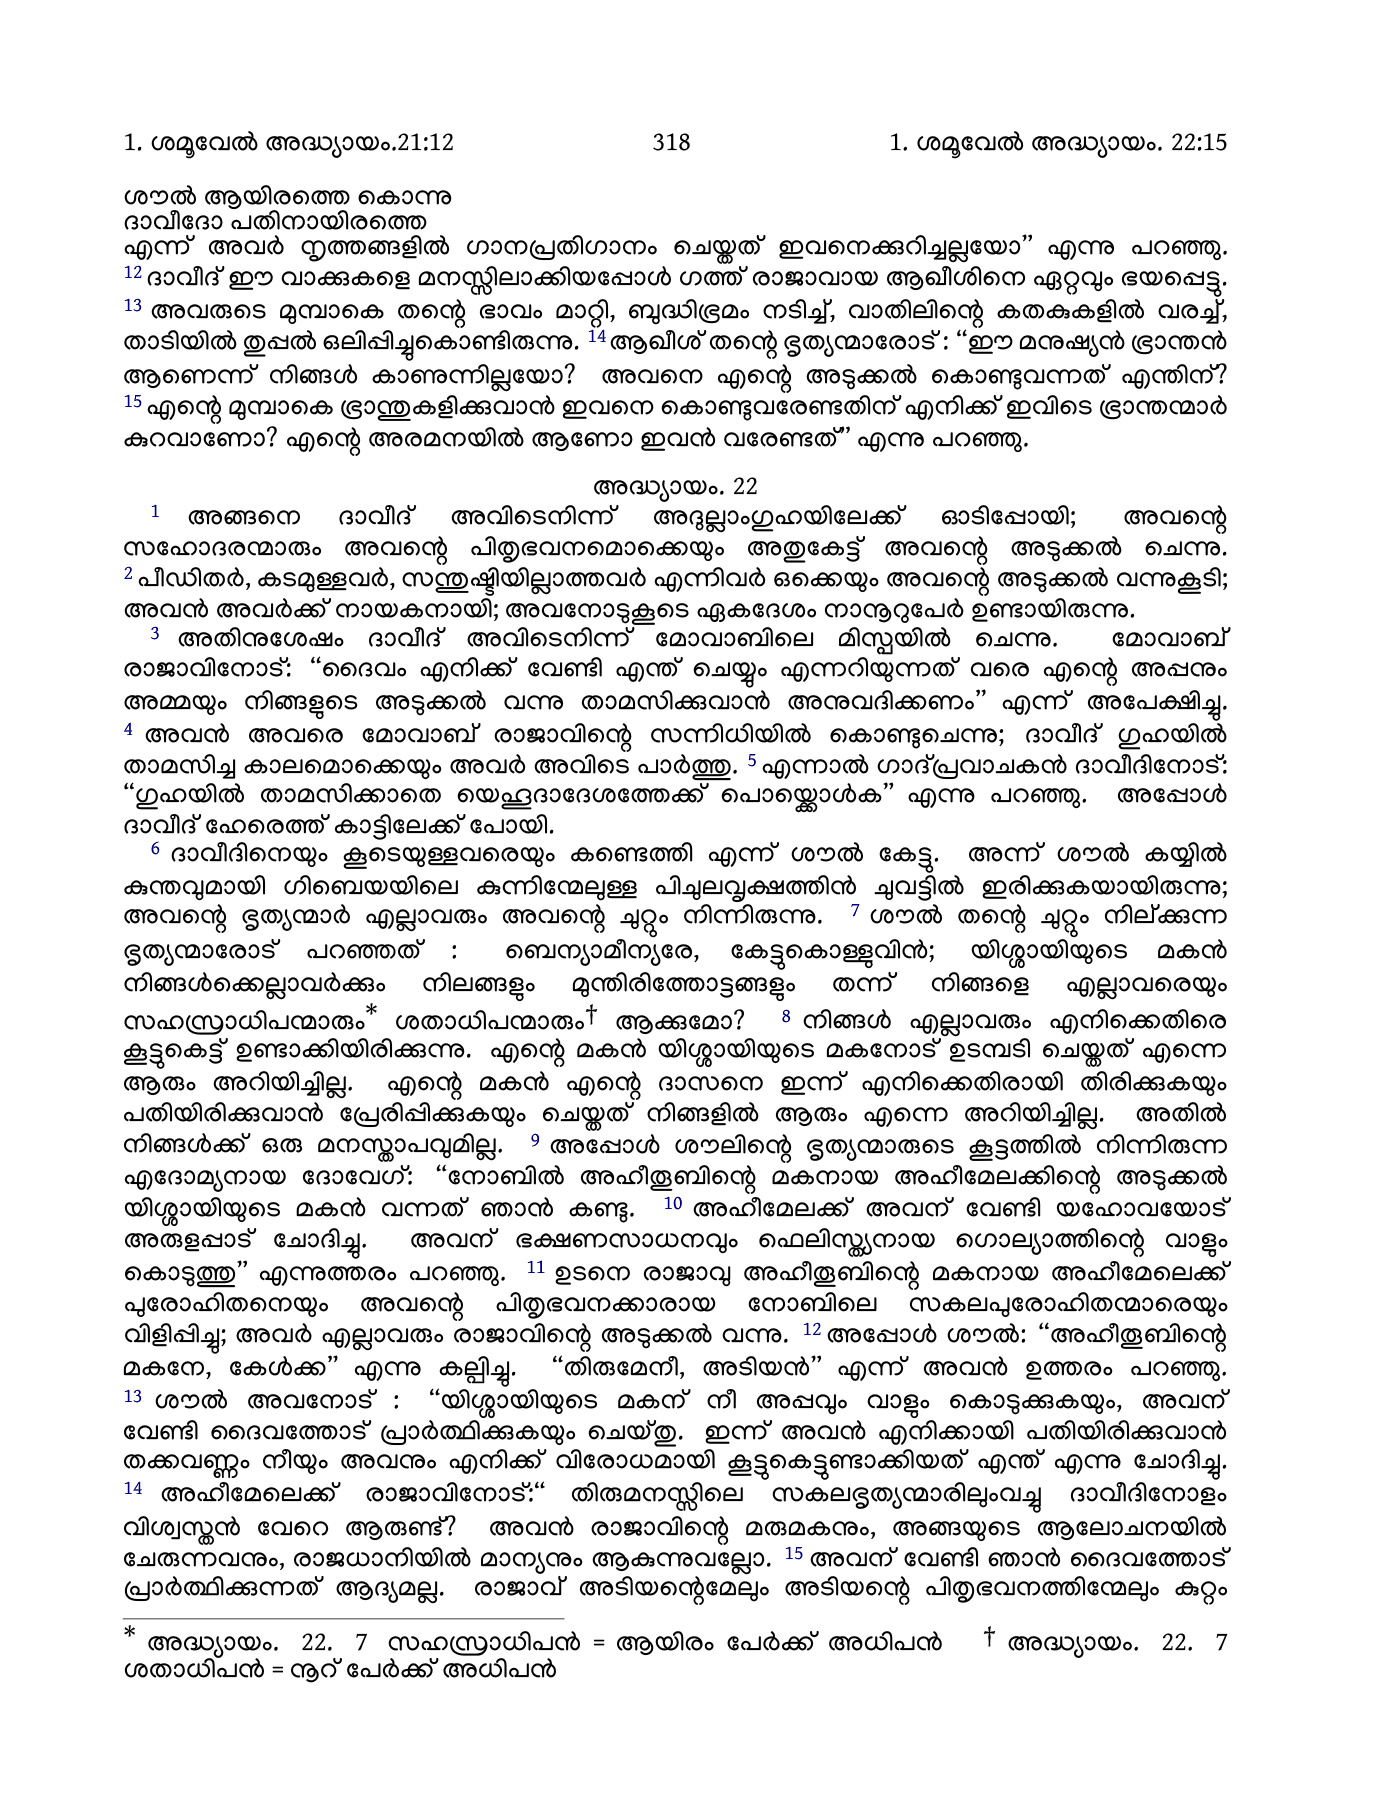 1. ശമൂവേൽ അദ്ധ്യായം.21:12 318 1. ശമൂവേൽ അദ്ധ്യായം. 22:15
ശൗൽ ആയിരത്തെ കൊന്നു
ദാവീദോ പതിനായിരത്തെ
എന്ന് അവർ നൃത്തങ്ങളിൽ ഗാനപ്രതിഗാനം ചെയ്തത് ഇവനെക്കുറിച്ചല്ലയോ” എന്നു പറഞ്ഞു.
12 ദാവീദ് ഈ വാക്കുകളെ മനസ്സിലാക്കിയപ്പോൾ ഗത്ത് രാജാവായ ആഖീശിനെ ഏറ്റവും ഭയപ്പെട്ടു.
13 അവരുടെ മുമ്പാകെ തന്റെ ഭാവം മാറ്റി, ബുദ്ധിഭ്രമം നടിച്ച്, വാതിലിന്റെ കതകുകളിൽ വരച്ച്,
താടിയിൽ തുപ്പൽ ഒലിപ്പിച്ചുകൊണ്ടിരുന്നു. 14 ആഖീശ് തന്റെ ഭൃത്യന്മാരോട് : “ഈ മനുഷ്യൻ ഭ്രാന്തൻ
ആണെന്ന് നിങ്ങൾ കാണുന്നില്ലയോ? അവനെ എന്റെ അടുക്കൽ കൊണ്ടുവന്നത് എന്തിന്?
15 എന്റെ മുമ്പാകെ ഭ്രാന്തുകളിക്കുവാൻ ഇവനെ കൊണ്ടുവരേണ്ടതിന് എനിക്ക് ഇവിടെ ഭ്രാന്തന്മാർ
കുറവാണോ? എന്റെ അരമനയിൽ ആണോ ഇവൻ വരേണ്ടത്” എന്നു പറഞ്ഞു.
അദ്ധ്യായം. 22
1 അങ്ങനെ ദാവീദ് അവിടെനിന്ന് അദുല്ലാംഗുഹയിലേക്ക് ഓടിപ്പോയി; അവന്റെ
സഹോദരന്മാരും അവന്റെ പിതൃഭവനമൊക്കെയും അതുകേട്ട് അവന്റെ അടുക്കൽ ചെന്നു.
2 പീഡിതർ, കടമുള്ളവർ, സന്തുഷ്ടിയില്ലാത്തവർ എന്നിവർ ഒക്കെയും അവന്റെ അടുക്കൽ വന്നുകൂടി;
അവൻ അവർക്ക് നായകനായി; അവനോടുകൂടെ ഏകദേശം നാനൂറുപേർ ഉണ്ടായിരുന്നു.
3 അതിനുശേഷം ദാവീദ് അവിടെനിന്ന് മോവാബിലെ മിസ്പയിൽ ചെന്നു. മോവാബ്
രാജാവിനോട്: “ദൈവം എനിക്ക് വേണ്ടി എന്ത് ചെയ്യും എന്നറിയുന്നത് വരെ എന്റെ അപ്പനും
അമ്മയും നിങ്ങളുടെ അടുക്കൽ വന്നു താമസിക്കുവാൻ അനുവദിക്കണം” എന്ന് അപേക്ഷിച്ചു.
4 അവൻ അവരെ മോവാബ് രാജാവിന്റെ സന്നിധിയിൽ കൊണ്ടുചെന്നു; ദാവീദ് ഗുഹയിൽ
താമസിച്ച കാലമൊക്കെയും അവർ അവിടെ പാർത്തു. 5 എന്നാൽ ഗാദ്പ്രവാചകൻ ദാവീദിനോട്:
“ഗുഹയിൽ താമസിക്കാതെ യെഹൂദാദേശത്തേക്ക് പൊയ്ക്കൊൾക” എന്നു പറഞ്ഞു. അപ്പോൾ
ദാവീദ് ഹേരെത്ത് കാട്ടിലേക്ക് പോയി.
6 ദാവീദിനെയും കൂടെയുള്ളവരെയും കണ്ടെത്തി എന്ന് ശൗൽ കേട്ടു. അന്ന് ശൗൽ കയ്യിൽ
കുന്തവുമായി ഗിബെയയിലെ കുന്നിന്മേലുള്ള പിചുലവൃക്ഷത്തിൻ ചുവട്ടിൽ ഇരിക്കുകയായിരുന്നു;
അവന്റെ ഭൃത്യന്മാർ എല്ലാവരും അവന്റെ ചുറ്റും നിന്നിരുന്നു. 7 ശൗൽ തന്റെ ചുറ്റും നില്ക്കുന്ന
ഭൃത്യന്മാരോട് പറഞ്ഞത് : ബെന്യാമീന്യരേ, കേട്ടുകൊള്ളുവിൻ; യിശ്ശായിയുടെ മകൻ
നിങ്ങൾക്കെല്ലാവർക്കും നിലങ്ങളും മുന്തിരിത്തോട്ടങ്ങളും തന്ന് നിങ്ങളെ എല്ലാവരെയും
സഹസ്രാധിപന്മാരും* ശതാധിപന്മാരും† ആക്കുമോ? 8 നിങ്ങൾ എല്ലാവരും എനിക്കെതിരെ
കൂട്ടുകെട്ട് ഉണ്ടാക്കിയിരിക്കുന്നു. എന്റെ മകൻ യിശ്ശായിയുടെ മകനോട് ഉടമ്പടി ചെയ്തത് എന്നെ
ആരും അറിയിച്ചില്ല. എന്റെ മകൻ എന്റെ ദാസനെ ഇന്ന് എനിക്കെതിരായി തിരിക്കുകയും
പതിയിരിക്കുവാൻ പ്രേരിപ്പിക്കുകയും ചെയ്തത് നിങ്ങളിൽ ആരും എന്നെ അറിയിച്ചില്ല. അതിൽ
നിങ്ങൾക്ക് ഒരു മനസ്താപവുമില്ല. 9 അപ്പോൾ ശൗലിന്റെ ഭൃത്യന്മാരുടെ കൂട്ടത്തിൽ നിന്നിരുന്ന
എദോമ്യനായ ദോവേഗ്: “നോബിൽ അഹീതൂബിന്റെ മകനായ അഹീമേലക്കിന്റെ അടുക്കൽ
യിശ്ശായിയുടെ മകൻ വന്നത് ഞാൻ കണ്ടു. 10 അഹീമേലക്ക് അവന് വേണ്ടി യഹോവയോട്
അരുളപ്പാട് ചോദിച്ചു. അവന് ഭക്ഷണസാധനവും ഫെലിസ്ത്യനായ ഗൊല്യാത്തിന്റെ വാളും
കൊടുത്തു” എന്നുത്തരം പറഞ്ഞു. 11 ഉടനെ രാജാവു അഹീതൂബിന്റെ മകനായ അഹീമേലെക്ക്
പുരോഹിതനെയും അവന്റെ പിതൃഭവനക്കാരായ നോബിലെ സകലപുരോഹിതന്മാരെയും
വിളിപ്പിച്ചു; അവർ എല്ലാവരും രാജാവിന്റെ അടുക്കൽ വന്നു. 12 അപ്പോൾ ശൗൽ: “അഹീതൂബിന്റെ
മകനേ, കേൾക്ക” എന്നു കല്പിച്ചു. “തിരുമേനീ, അടിയൻ” എന്ന് അവൻ ഉത്തരം പറഞ്ഞു.
13 ശൗൽ അവനോട് : “യിശ്ശായിയുടെ മകന് നീ അപ്പവും വാളും കൊടുക്കുകയും, അവന്
വേണ്ടി ദൈവത്തോട് പ്രാർത്ഥിക്കുകയും ചെയ്തു. ഇന്ന് അവൻ എനിക്കായി പതിയിരിക്കുവാൻ
തക്കവണ്ണം നീയും അവനും എനിക്ക് വിരോധമായി കൂട്ടുകെട്ടുണ്ടാക്കിയത് എന്ത് എന്നു ചോദിച്ചു.
14 അഹീമേലെക്ക് രാജാവിനോട്:“ തിരുമനസ്സിലെ സകലഭൃത്യന്മാരിലുംവച്ചു ദാവീദിനോളം
വിശ്വസ്തൻ വേറെ ആരുണ്ട്? അവൻ രാജാവിന്റെ മരുമകനും, അങ്ങയുടെ ആലോചനയിൽ
ചേരുന്നവനും, രാജധാനിയിൽ മാന്യനും ആകുന്നുവല്ലോ. 15 അവന് വേണ്ടി ഞാൻ ദൈവത്തോട്
പ്രാർത്ഥിക്കുന്നത് ആദ്യമല്ല. രാജാവ് അടിയന്റെമേലും അടിയന്റെ പിതൃഭവനത്തിന്മേലും കുറ്റം
* അദ്ധ്യായം. 22. 7 സഹസ്രാധിപൻ = ആയിരം പേർക്ക് അധിപൻ † അദ്ധ്യായം. 22. 7
ശതാധിപൻ = നൂറ് പേർക്ക് അധിപൻ